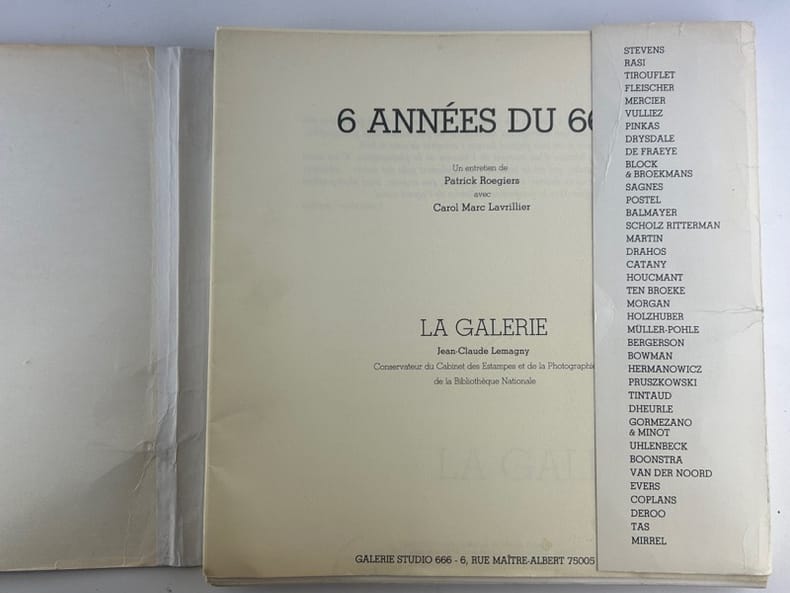 6 ANNÉES DU 66
Un entretien de
Patrick Roegiers
avec
Carol Marc Lavrillier
LA GALERIE
Jean-Claude Lemagny
Conservateur du Cabinet des Estampes et de la Photographie
de la Bibliothèque Nationale
LA GAL
GALERIE STUDIO 666 - 6, RUE MAÎTRE-ALBERT 75005
STEVENS
RASI
TIROUFLET
FLEISCHER
MERCIER
VULLIEZ
PINKAS
DRYSDALE
DE FRAEYE
BLOCK
& BROEKMANS
SAGNES
POSTEL
BALMAYER
SCHOLZ RITTERMAN
MARTIN
DRAHOS
CATANY
HOUCMANT
TEN BROEKE
MORGAN
HOLZHUBER
MÜLLER-POHLE
BERGERSON
BOWMAN
HERMANOWICZ
PRUSZKOWSKI
TINTAUD
DHEURLE
GORMEZANO
& MINOT
UHLENBECK
BOONSTRA
VAN DER NOORD
EVERS
COPLANS
DEROO
TAS
MIRREL